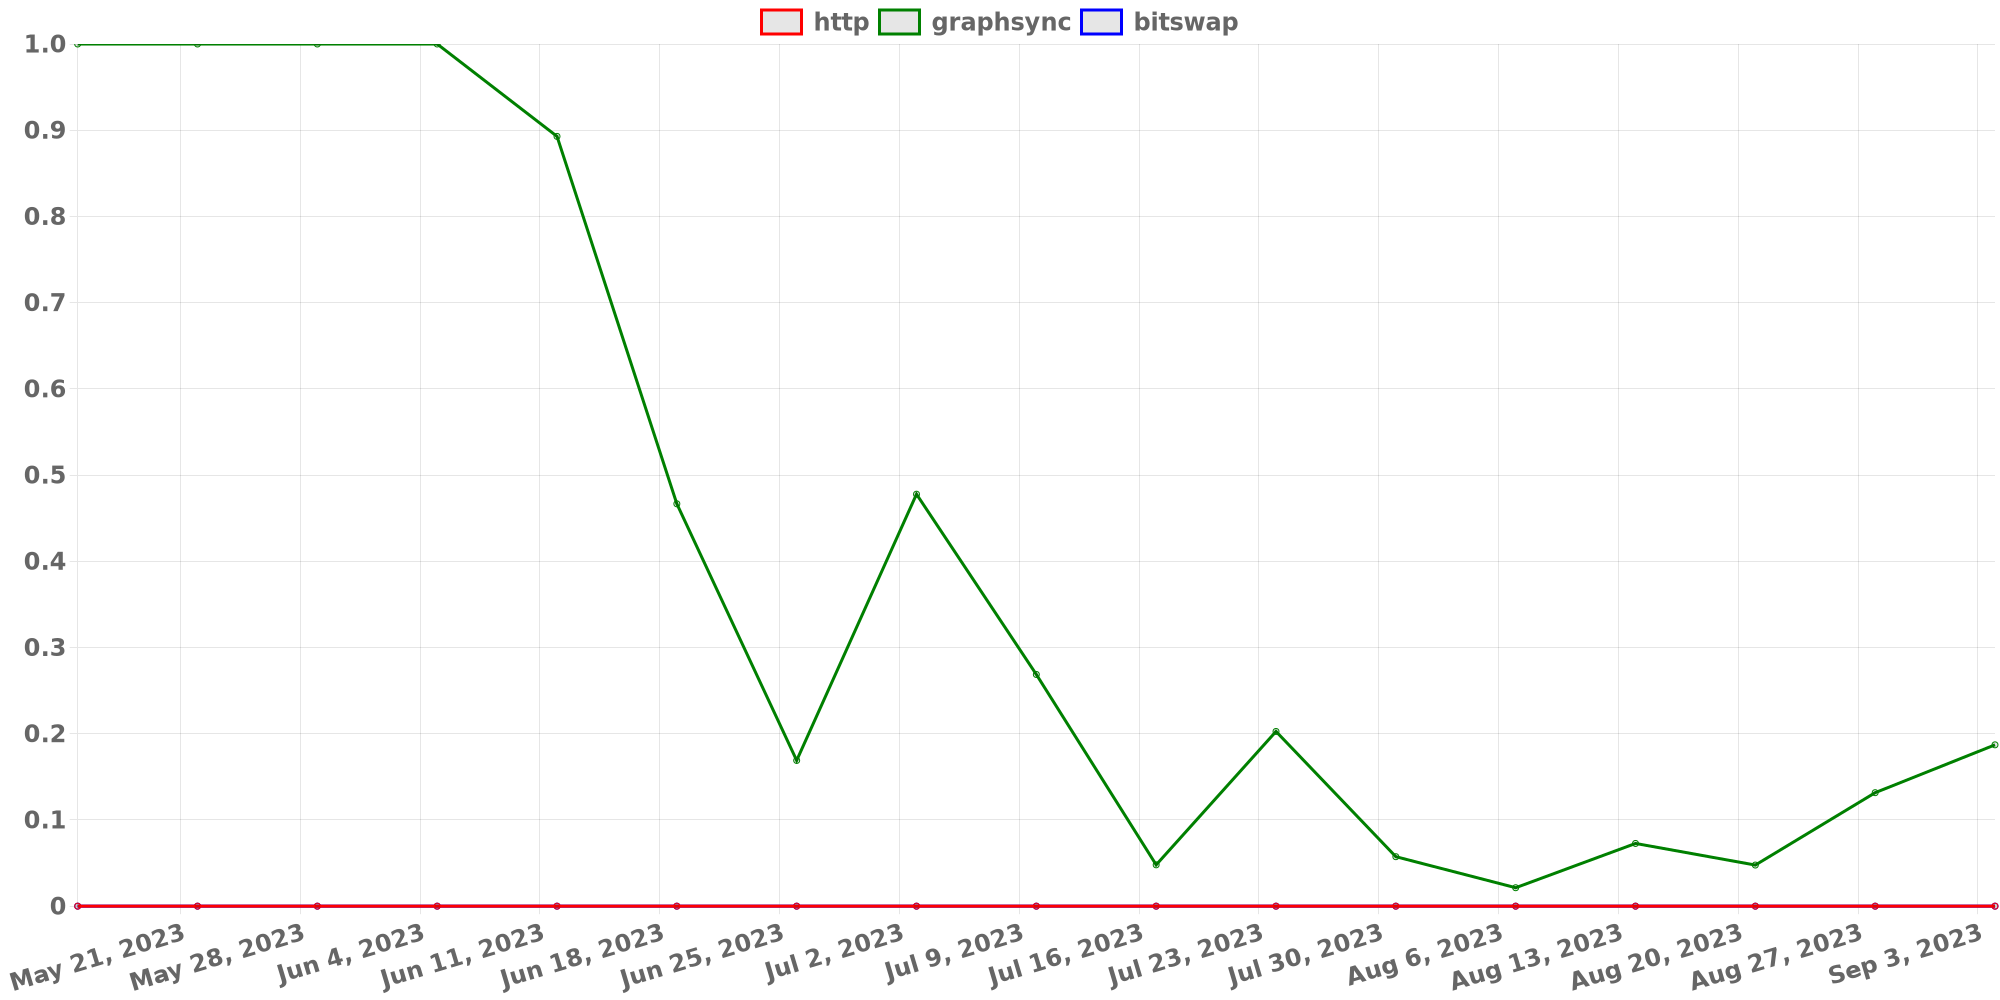 http graphsync bitswap
1.0
0.9
0.8
0.7
0.6
0.5
0.4
0.3
0.2
0.1
0
May 21, 2023
May 28, 2023
Jun 4, 2023
Jun 11, 2023
Jun 18, 2023
Jun 25, 2023
Jul 2, 2023
Jul 9, 2023
Jul 16, 2023
Jul 23, 2023
Jul 30, 2023
Aug 6, 2023
Aug 13, 2023
Aug 20, 2023
Aug 27, 2023
Sep 3, 2023